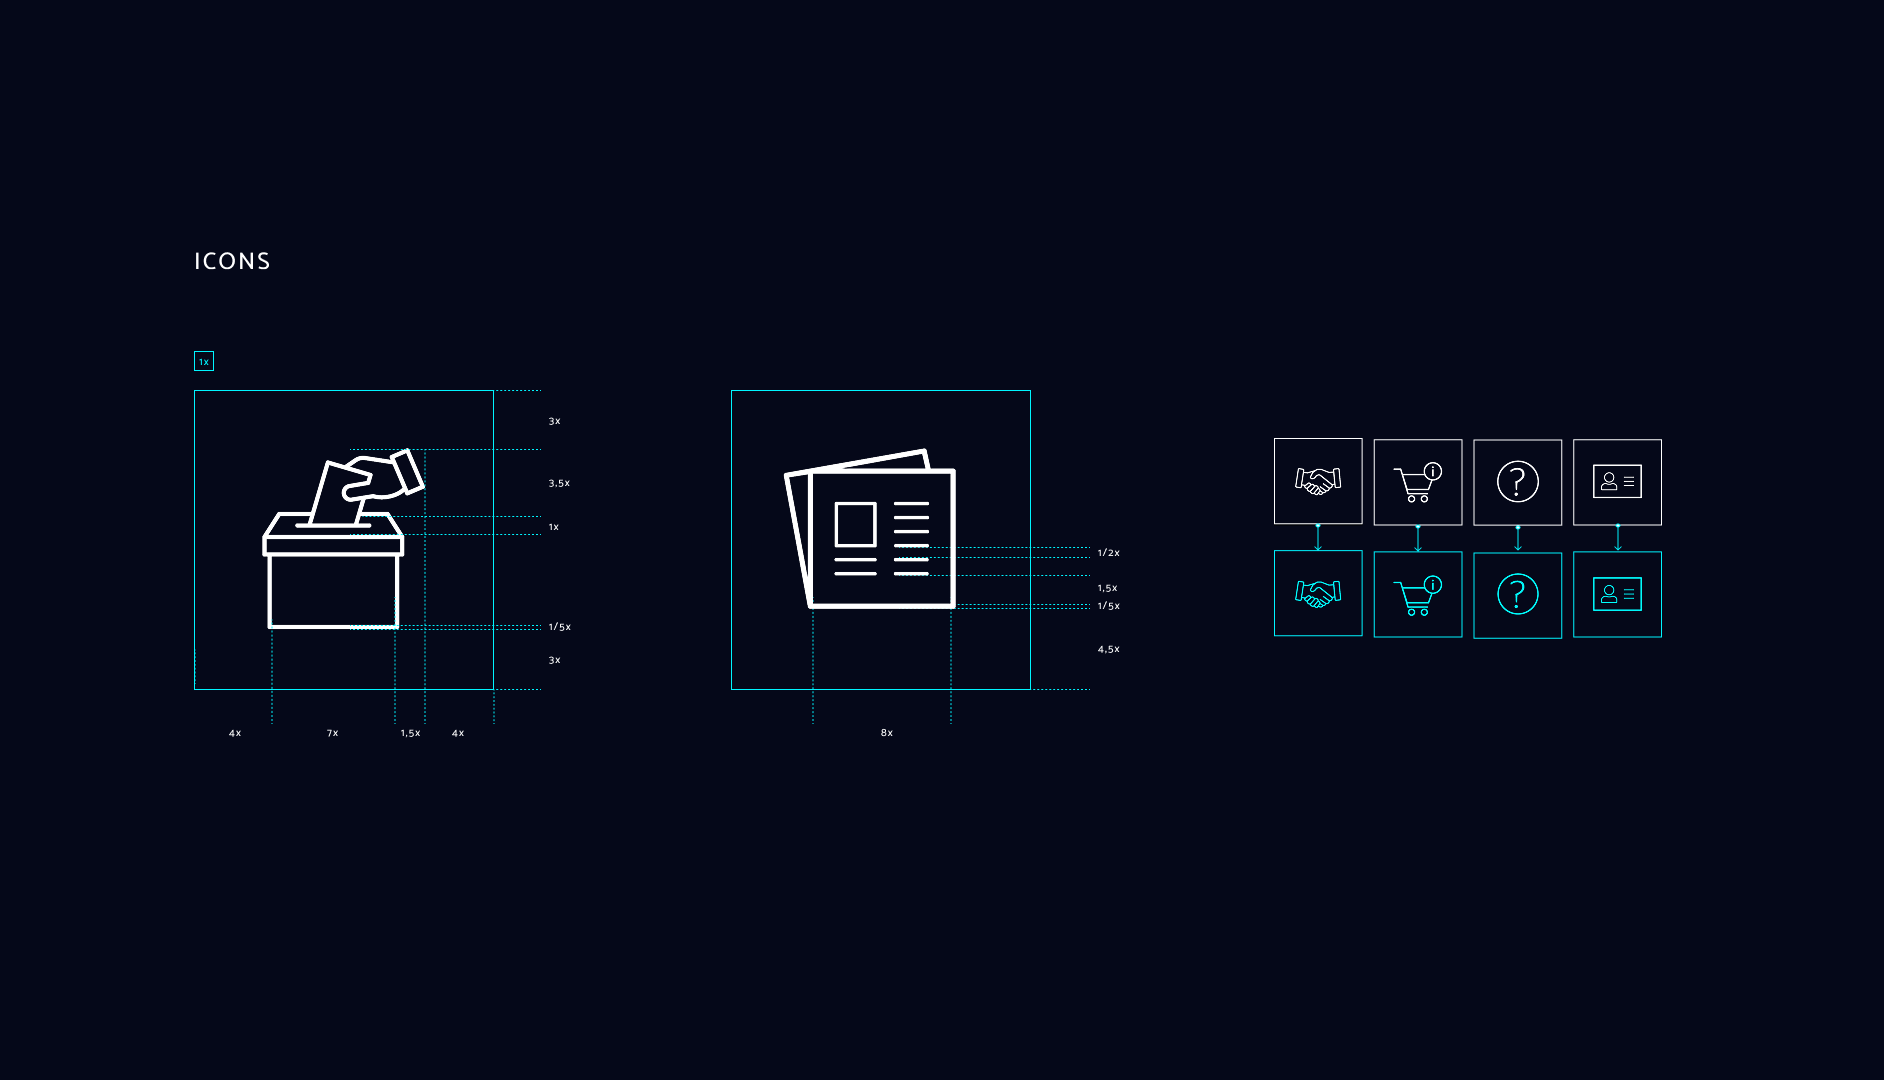 ICONS
1x
3x
3,5x
1x
1/5x
3x
4x 7x 1,5x 4x
1/2x
1,5x
1/5x
4,5x
8x
i
?
i
?